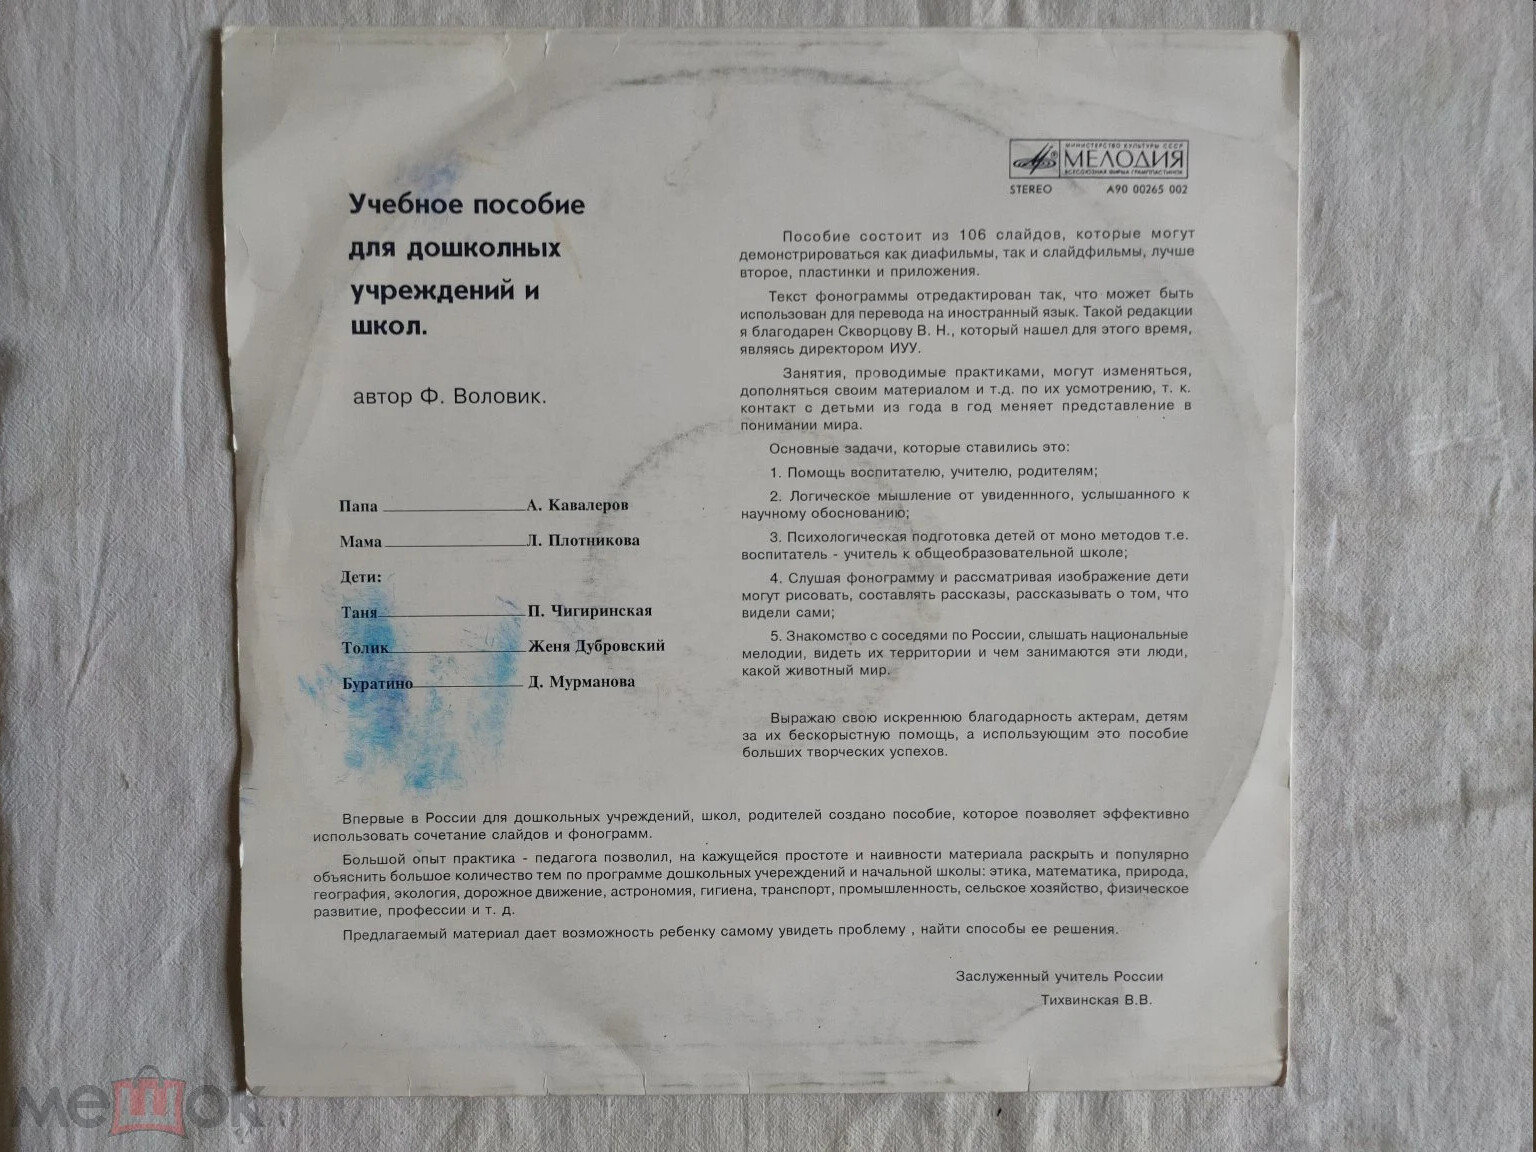 Учебное пособие
для дошколных
учреждений и
школ.
автор Ф. Воловик.
Папа А. Кавалеров
Мама Л. Плотникова
Дети:
Таня П. Чигиринская
Толик Женя Дубровский
Буратино Д. Мурманова
МИНИСТЕРСТВО КУЛЬТУРЫ СССР
МЕЛОДИЯ
ВСЕСОЮЗНАЯ ФИРМА ГРАМПЛАСТИНОК
STEREO А90 00265 002
Пособие состоит из 106 слайдов, которые могут
демонстрироваться как диафильмы, так и слайдфильмы, лучше
второе, пластинки и приложения.
Текст фонограммы отредактирован так, что может быть
использован для перевода на иностранный язык. Такой редакции
я благодарен Скворцову В. Н., который нашел для этого время,
являясь директором ИУУ.
Занятия, проводимые практиками, могут изменяться,
дополняться своим материалом и т.д. по их усмотрению, т. к.
контакт с детьми из года в год меняет представление в
понимании мира.
Основные задачи, которые ставились это:
1. Помощь воспитателю, учителю, родителям;
2. Логическое мышление от увиденнного, услышанного к
научному обоснованию;
3. Психологическая подготовка детей от моно методов т.е.
воспитатель - учитель к общеобразовательной школе;
4. Слушая фонограмму и рассматривая изображение дети
могут рисовать, составлять рассказы, рассказывать о том, что
видели сами;
5. Знакомство с соседями по России, слышать национальные
мелодии, видеть их территории и чем занимаются эти люди,
какой животный мир.
Выражаю свою искреннюю благодарность актерам, детям
за их бескорыстную помощь, а использующим это пособие
больших творческих успехов.
Впервые в России для дошкольных учреждений, школ, родителей создано пособие, которое позволяет эффективно
использовать сочетание слайдов и фонограмм.
Большой опыт практика - педагога позволил, на кажущейся простоте и наивности материала раскрыть и популярно
объяснить большое количество тем по программе дошкольных учереждений и начальной школы: этика, математика, природа,
география, экология, дорожное движение, астрономия, гигиена, транспорт, промышленность, сельское хозяйство, физическое
развитие, профессии и т. д.
Предлагаемый материал дает возможность ребенку самому увидеть проблему , найти способы ее решения.
Заслуженный учитель России
Тихвинская В.В.
мешок